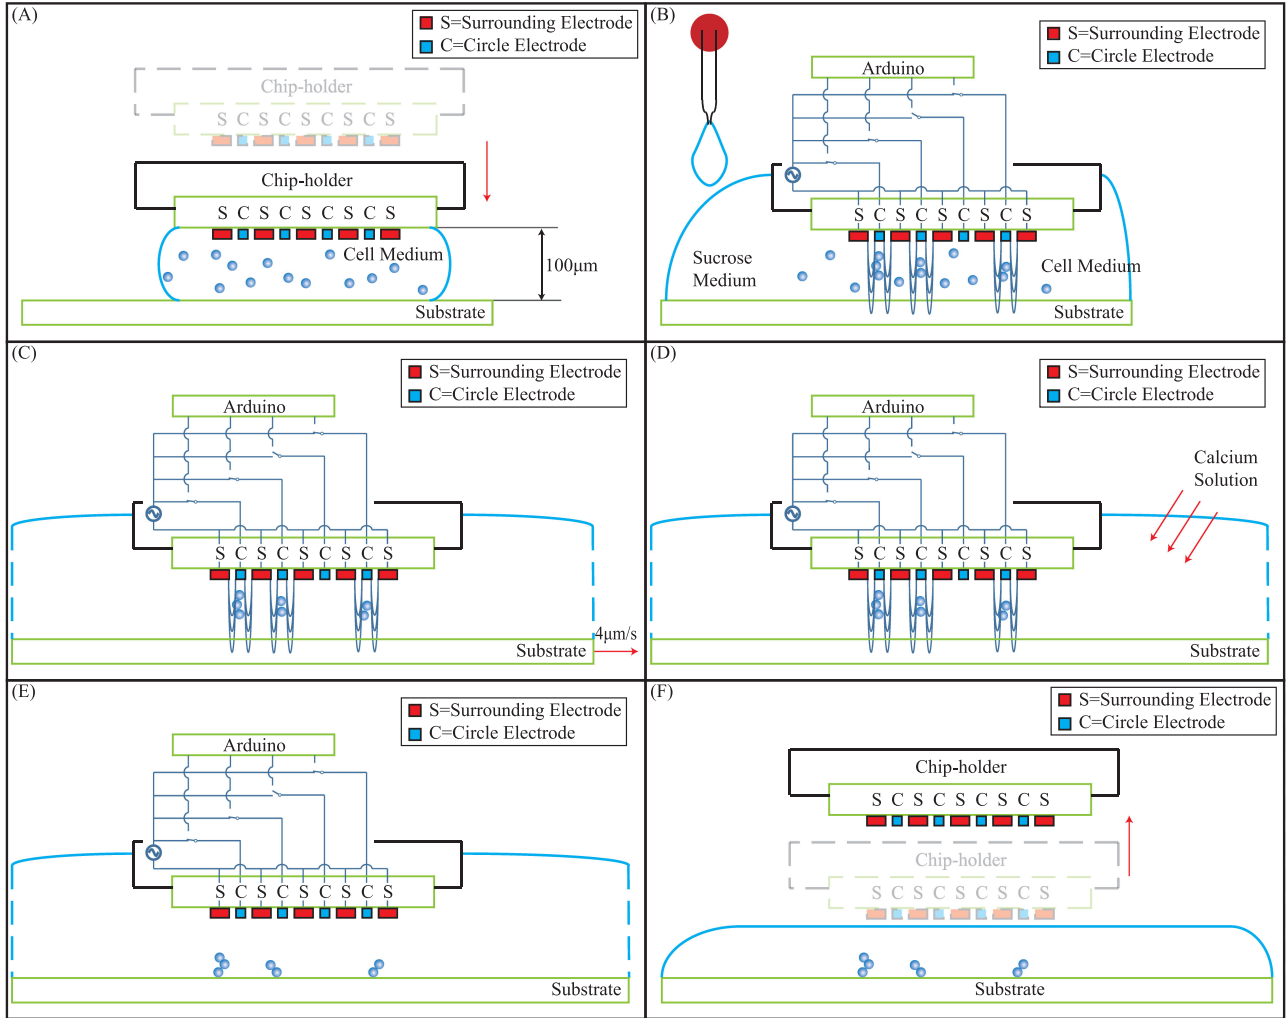 (A)
S=Surrounding Electrode
C=Circle Electrode
Chip-holder
S C S C S C S C S
Chip-holder
S C S C S C S C S
Cell Medium
100μm
Substrate
(B)
S=Surrounding Electrode
C=Circle Electrode
Arduino
S C S C S C S C S
Sucrose
Medium
Cell Medium
Substrate
(C)
S=Surrounding Electrode
C=Circle Electrode
Arduino
S C S C S C S C S
4μm/s
Substrate
(D)
S=Surrounding Electrode
C=Circle Electrode
Arduino
Calcium
Solution
S C S C S C S C S
Substrate
(E)
S=Surrounding Electrode
C=Circle Electrode
Arduino
S C S C S C S C S
Substrate
(F)
S=Surrounding Electrode
C=Circle Electrode
Chip-holder
S C S C S C S C S
Chip-holder
S C S C S C S C S
Substrate